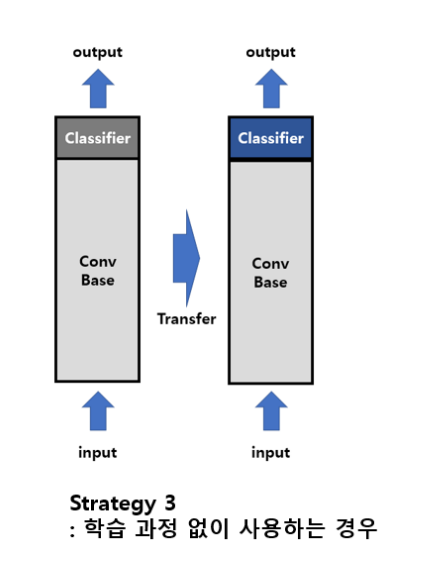 output
output
Classifier
Classifier
Conv
Base
Conv
Base
Transfer
input
input
Strategy 3
: 학습 과정 없이 사용하는 경우